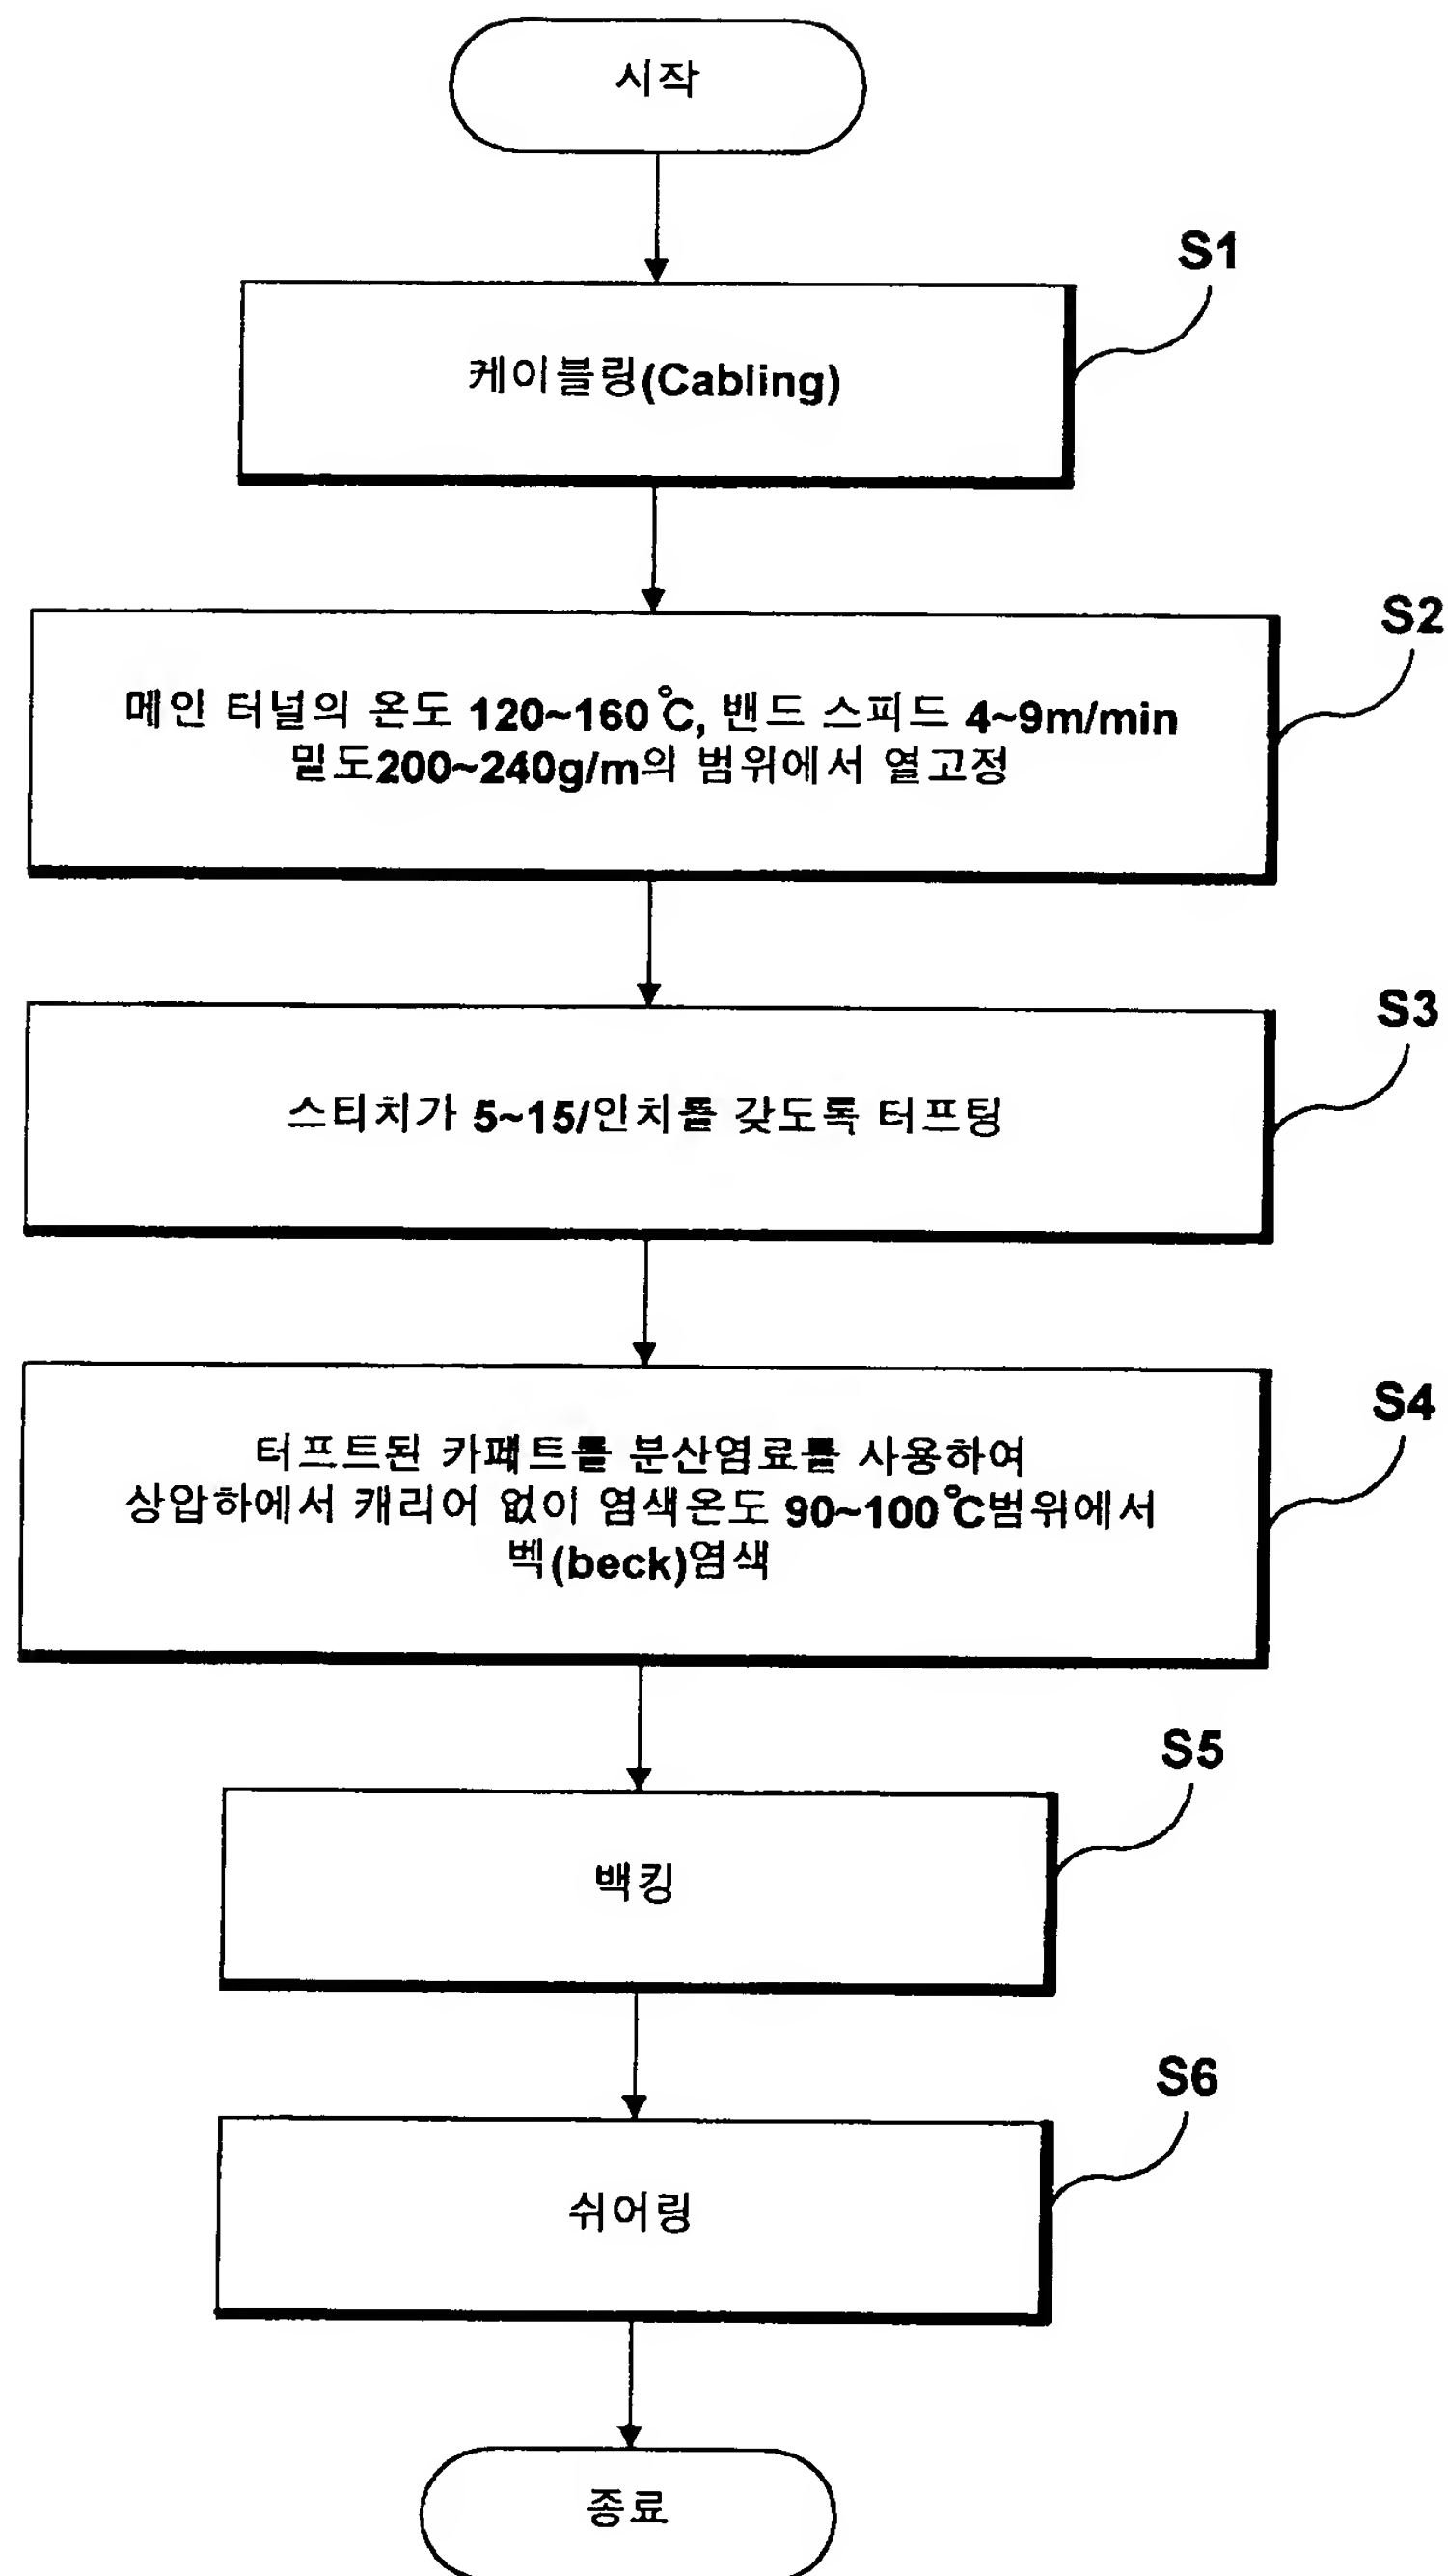 시작
S1
케이블링(Cabling)
S2
메인 터널의 온도 120~160℃, 밴드 스피드 4~9m/min
밀도200~240g/m의 범위에서 열고정
S3
스티치가 5~15/인치를 갖도록 터프팅
S4
터프트된 카페트를 분산염료를 사용하여
상압하에서 캐리어 없이 염색온도 90~100℃범위에서
벡(beck)염색
S5
백킹
S6
쉬어링
종료